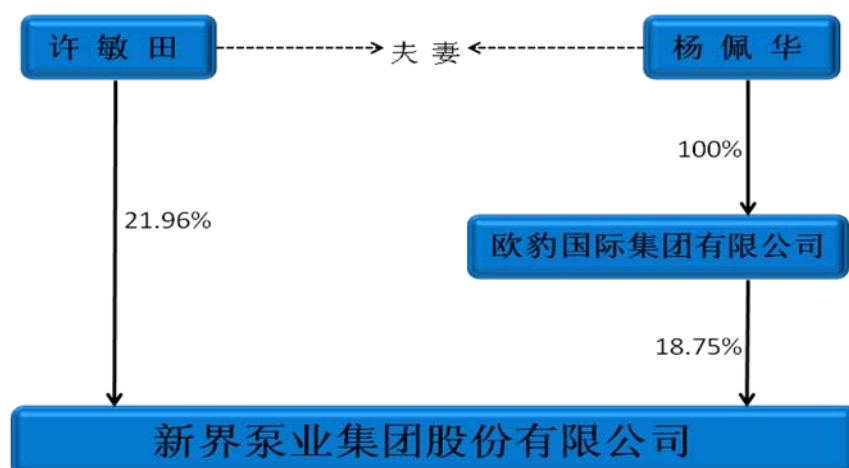 许敏田
夫妻
杨佩华
100%
21.96%
欧豹国际集团有限公司
18.75%
新界泵业集团股份有限公司